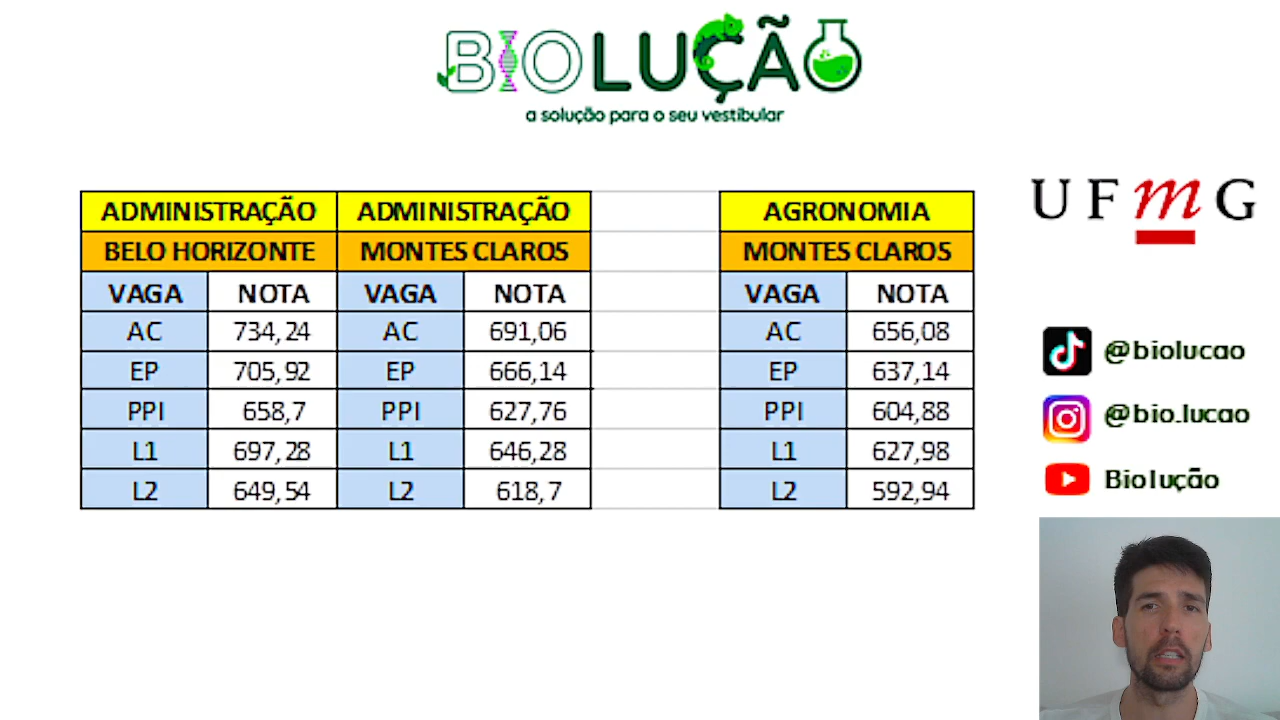 BIOLUÇÃO
a solução para o seu vestibular
ADMINISTRAÇÃO ADMINISTRAÇÃO AGRONOMIA
BELO HORIZONTE MONTES CLAROS MONTES CLAROS
VAGA NOTA VAGA NOTA VAGA NOTA
AC 734,24 AC 691,06 AC 656,08
EP 705,92 EP 666,14 EP 637,14
PPI 658,7 PPI 627,76 PPI 604,88
L1 697,28 L1 646,28 L1 627,98
L2 649,54 L2 618,7 L2 592,94
UFmG
@biolucao
@bio.lucao
Biolução